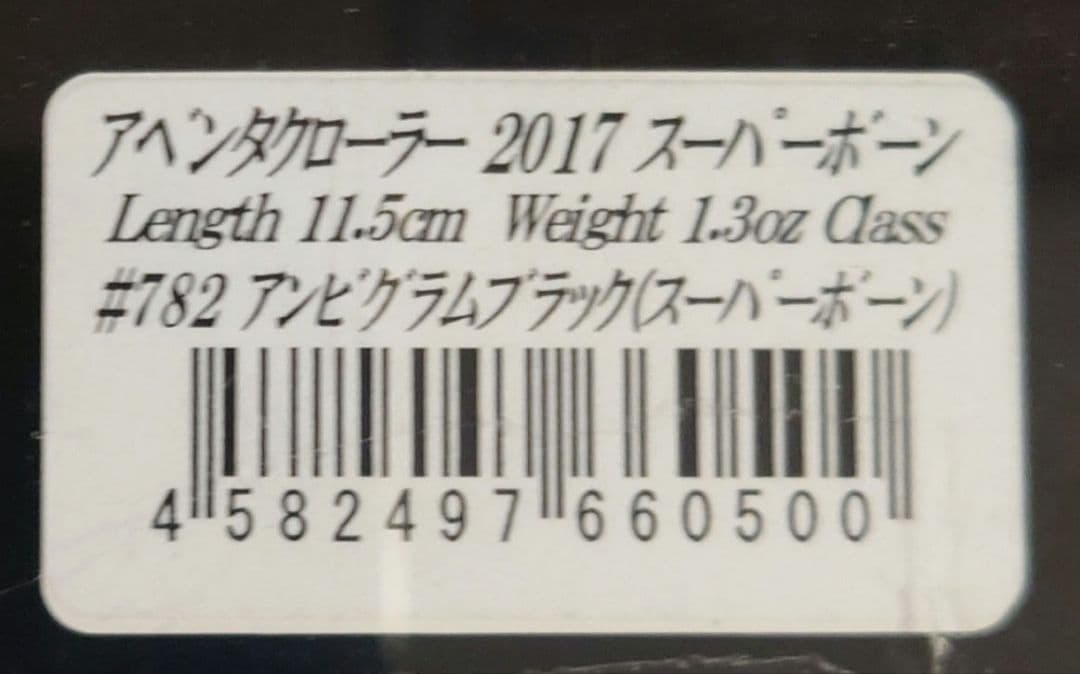 アベンタクローラー 2017 スーパーボーン
Length 11.5cm Weight 1.3oz Class
#782 アンビグラムブラック(スーパーボーン)
4 582497 660500